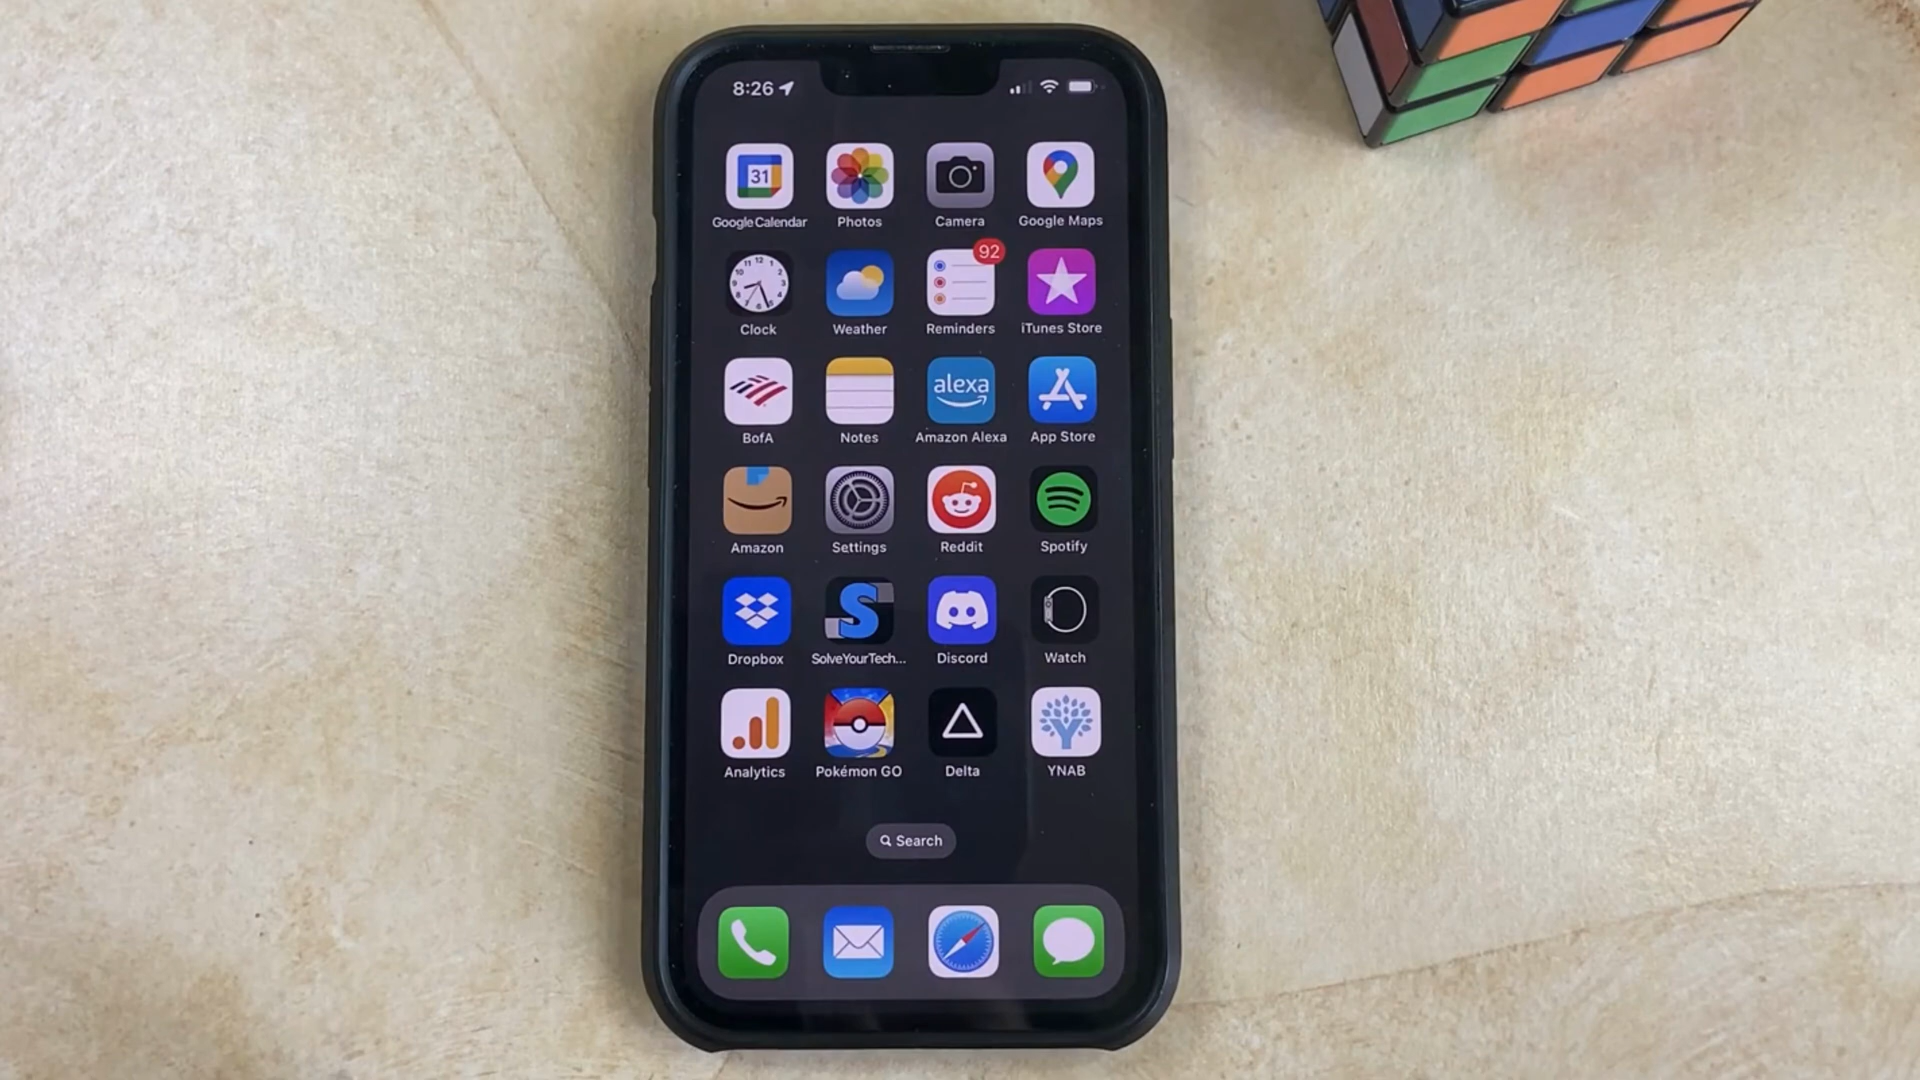 8:26
31
Google Calendar
Photos
Camera
Google Maps
92
Clock
Weather
Reminders
iTunes Store
alexa
BofA
Notes
Amazon Alexa
App Store
Amazon
Settings
Reddit
Spotify
S
Dropbox
SolveYourTech...
Discord
Watch
Analytics
Pokémon GO
Delta
YNAB
Search